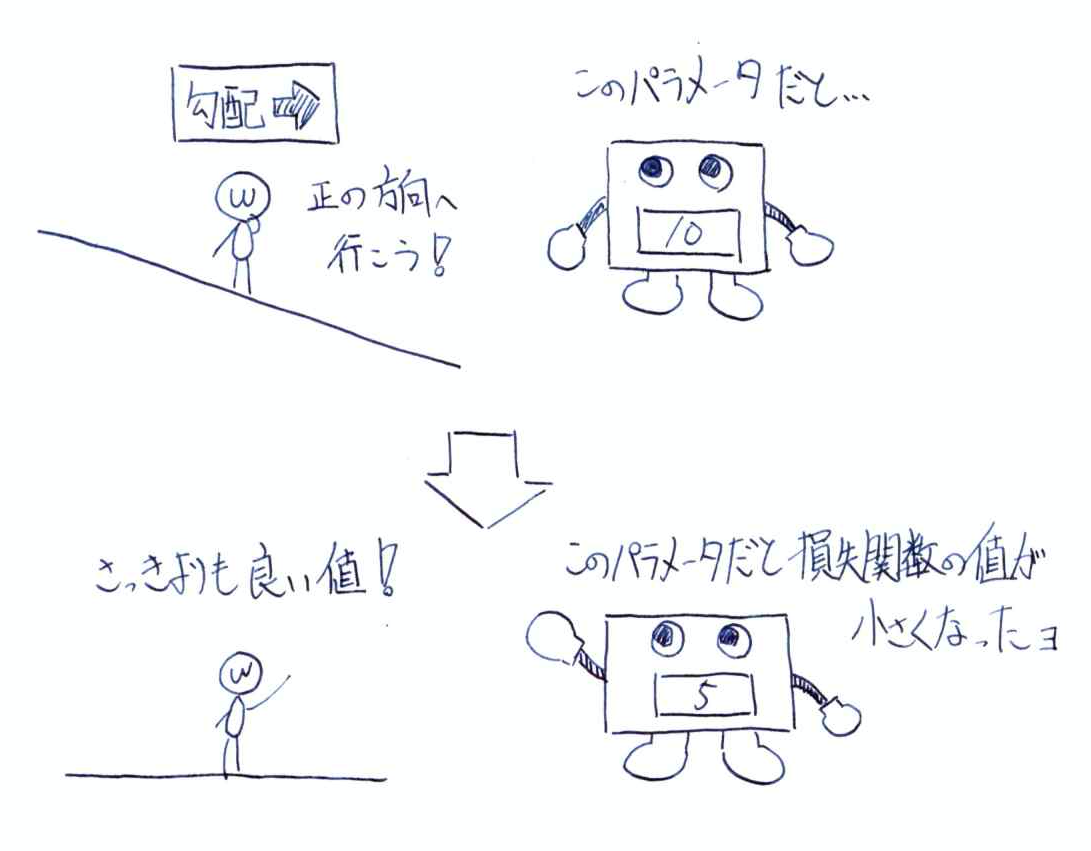 勾配
このパラメータだと…
W
正の方向へ
行こう!
10
さっきよりも良い値!
このパラメータだと損失関数の値が
小さくなったヨ
W
5